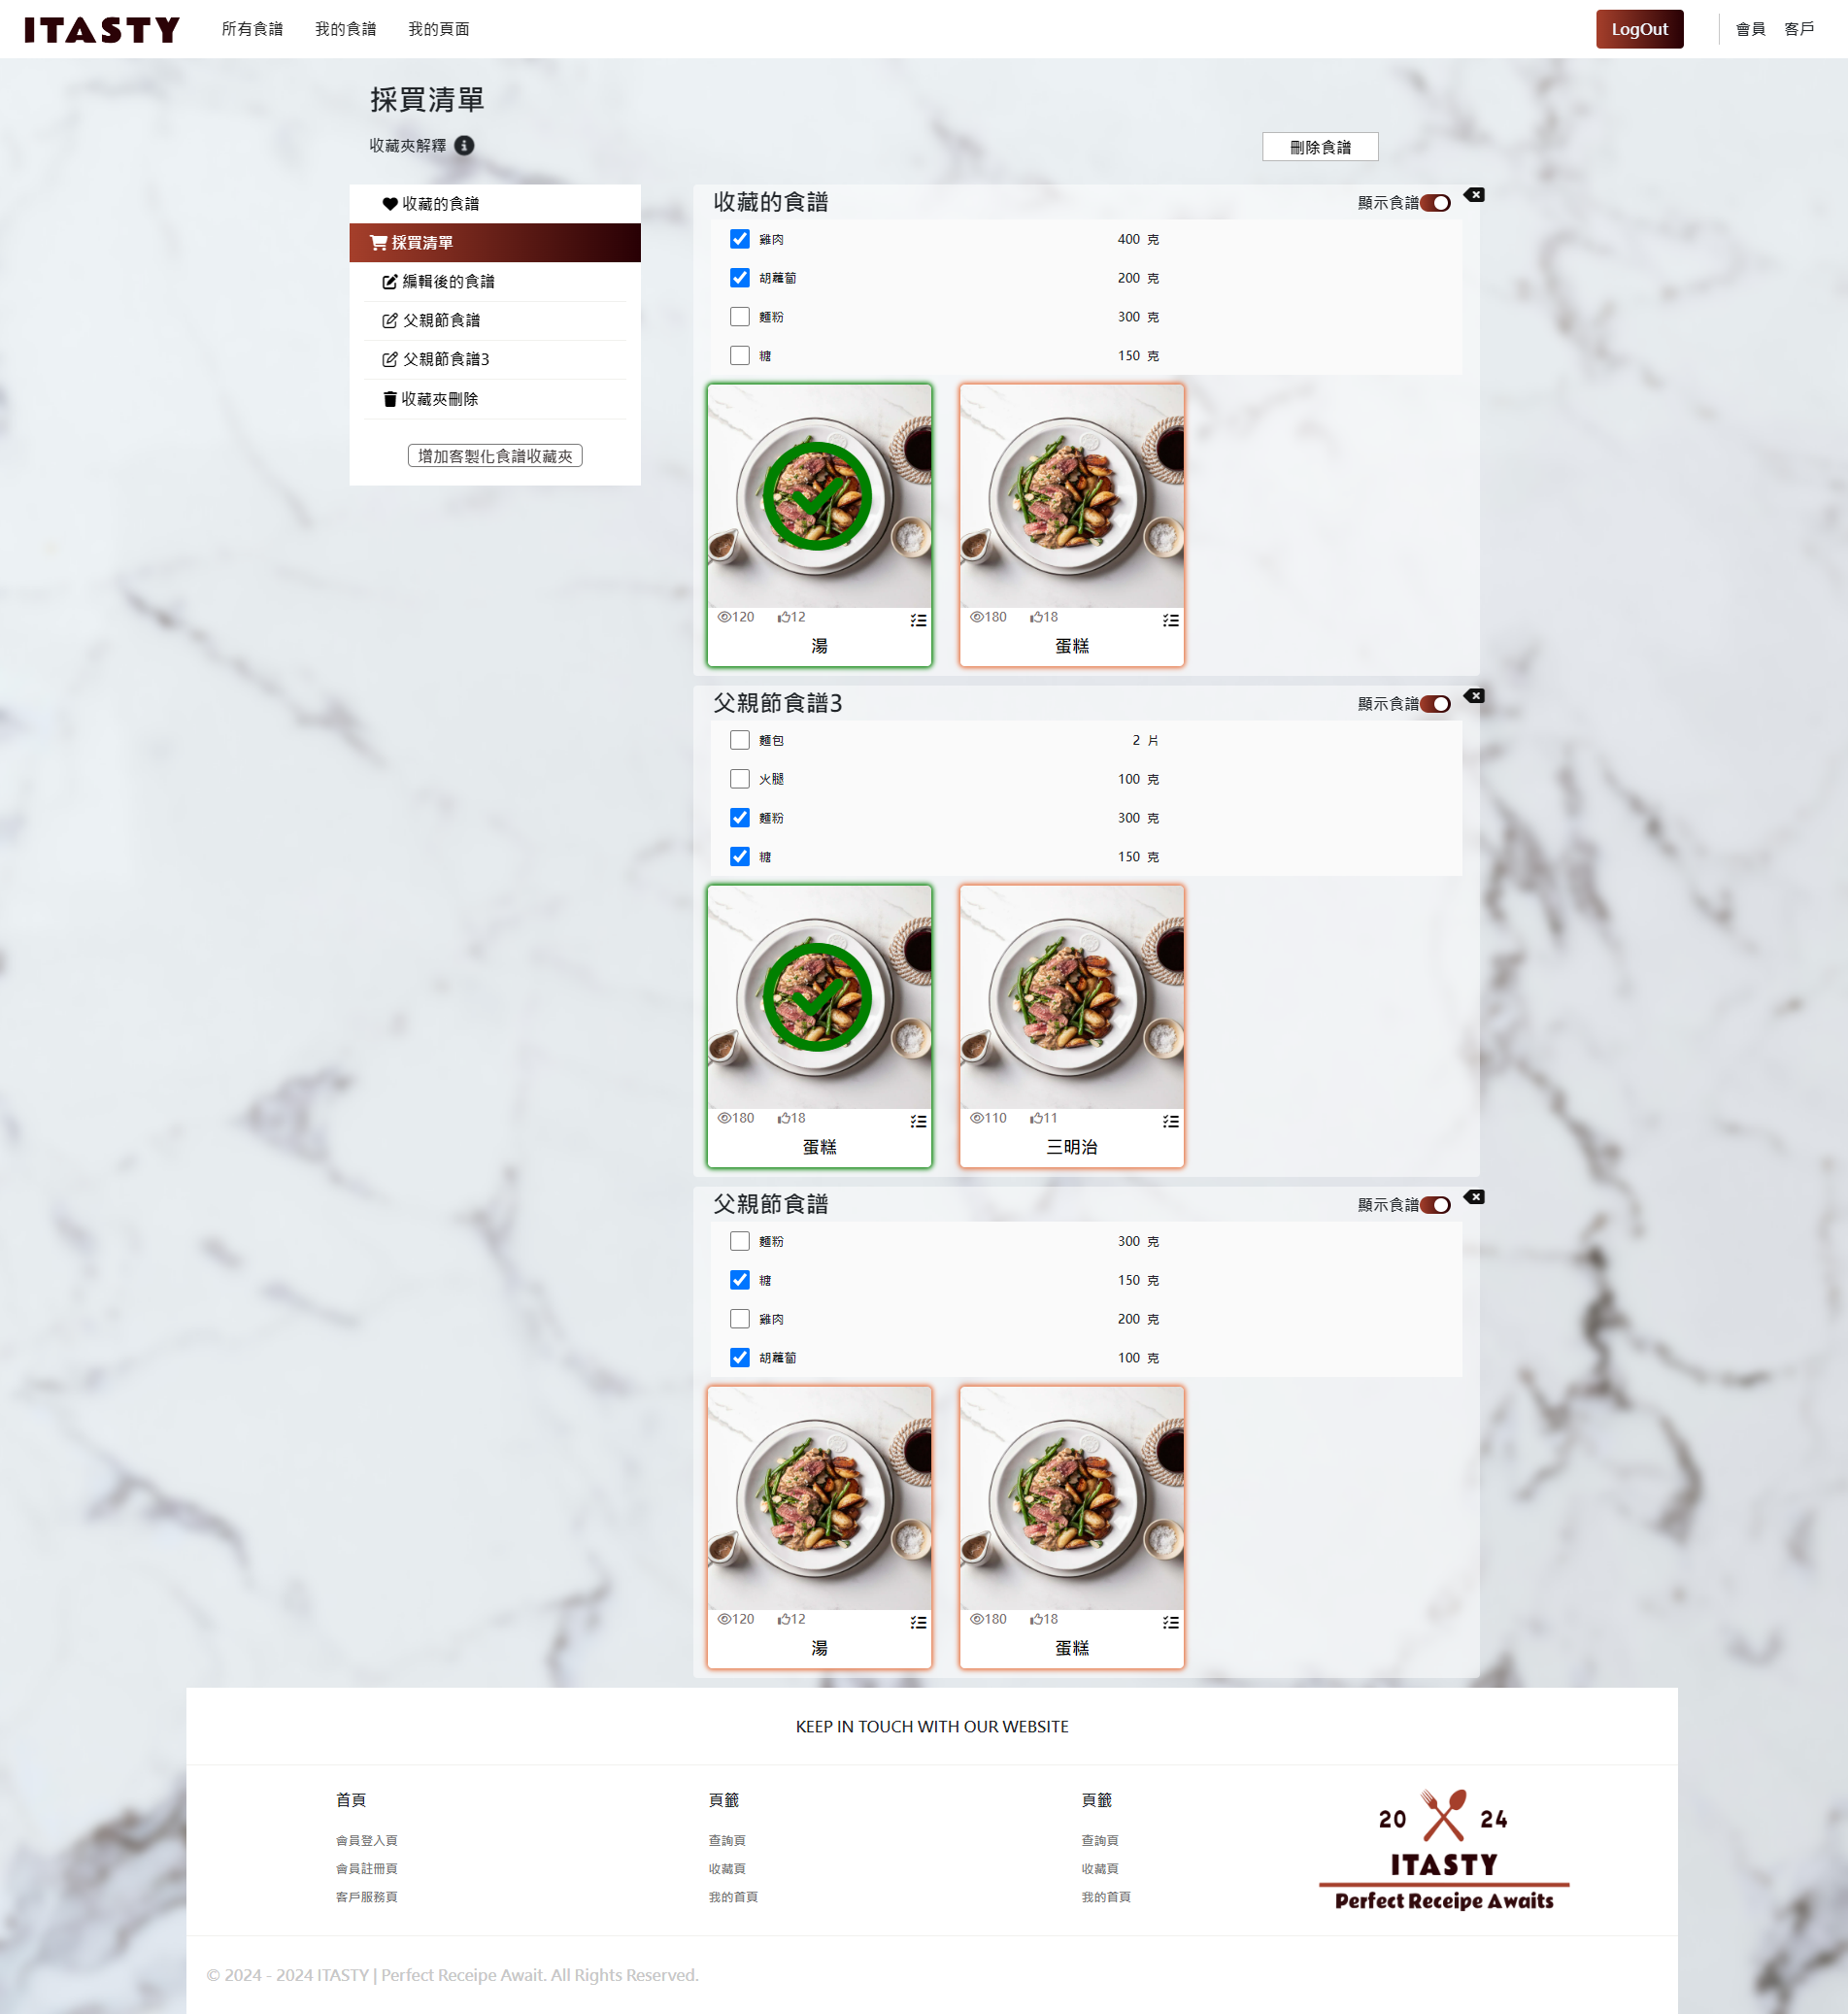 ITASTY 所有食譜 我的食譜 我的頁面 LogOut 會員 客戶
採買清單
收藏夾解釋 刪除食譜
收藏的食譜
採買清單
編輯後的食譜
父親節食譜
父親節食譜3
收藏夾刪除
增加客製化食譜收藏夾
收藏的食譜 顯示食譜
雞肉 400 克
胡蘿蔔 200 克
麵粉 300 克
糖 150 克
120 12
湯
180 18
蛋糕
父親節食譜3 顯示食譜
麵包 2 片
火腿 100 克
麵粉 300 克
糖 150 克
180 18
蛋糕
110 11
三明治
父親節食譜 顯示食譜
麵粉 300 克
糖 150 克
雞肉 200 克
胡蘿蔔 100 克
120 12
湯
180 18
蛋糕
KEEP IN TOUCH WITH OUR WEBSITE
首頁
會員登入頁
會員註冊頁
客戶服務頁
頁籤
查詢頁
收藏頁
我的首頁
頁籤
查詢頁
收藏頁
我的首頁
20 24
ITASTY
Perfect Receipe Awaits
© 2024 - 2024 ITASTY | Perfect Receipe Await. All Rights Reserved.